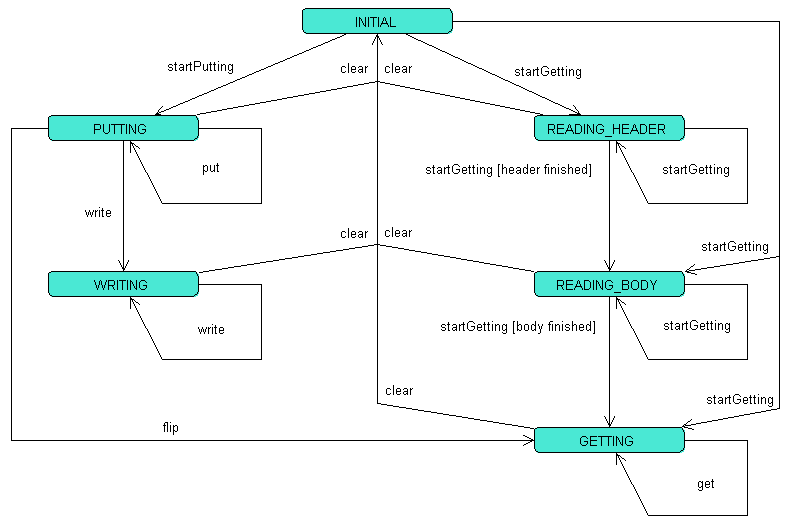 INITIAL
startPutting
clear
clear
startGetting
PUTTING
READING_HEADER
put
startGetting [header finished]
startGetting
write
clear
clear
startGetting
WRITING
READING_BODY
write
startGetting [body finished]
startGetting
clear
startGetting
flip
GETTING
get